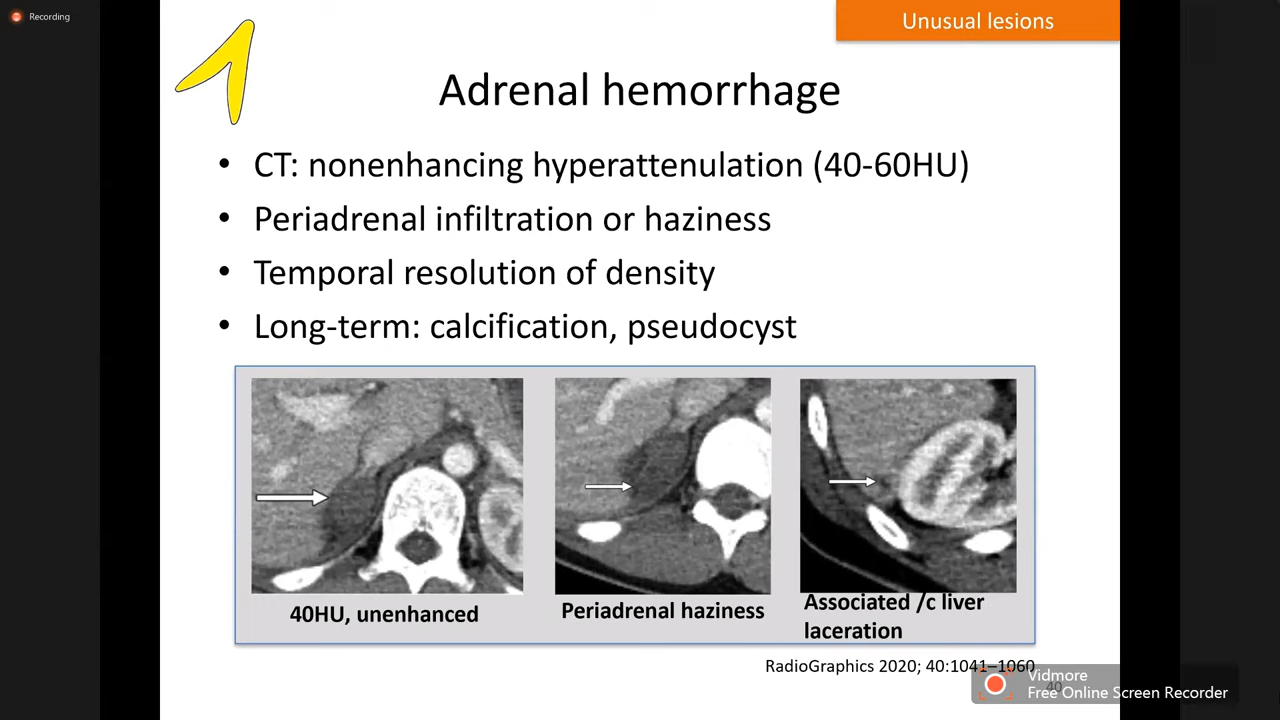 Recording
Unusual lesions
Adrenal hemorrhage
• CT: nonenhancing hyperattenulation (40-60HU)
• Periadrenal infiltration or haziness
• Temporal resolution of density
• Long-term: calcification, pseudocyst
40HU, unenhanced
Periadrenal haziness
Associated /c liver
laceration
RadioGraphics 2020; 40:1041–1060
40
Vidmore
Free Online Screen Recorder